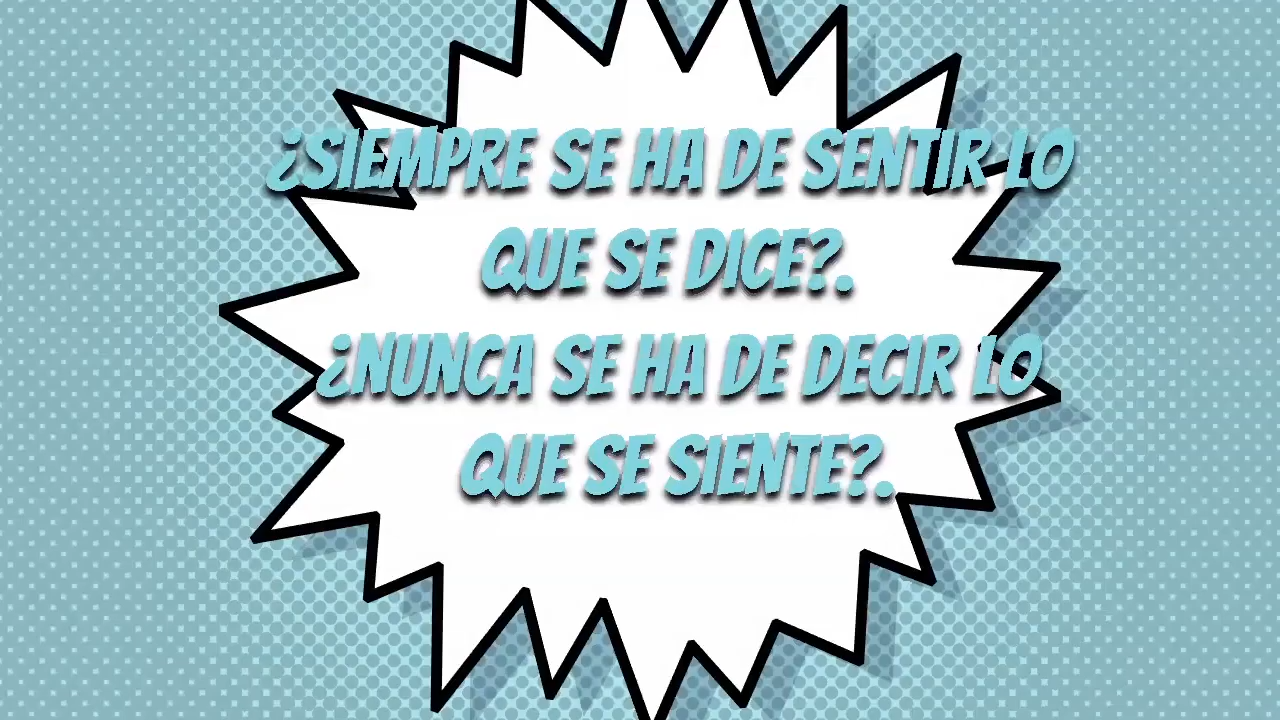 ¿SIEMPRE SE HA DE SENTIR LO
QUE SE DICE?.
¿NUNCA SE HA DE DECIR LO
QUE SE SIENTE?.